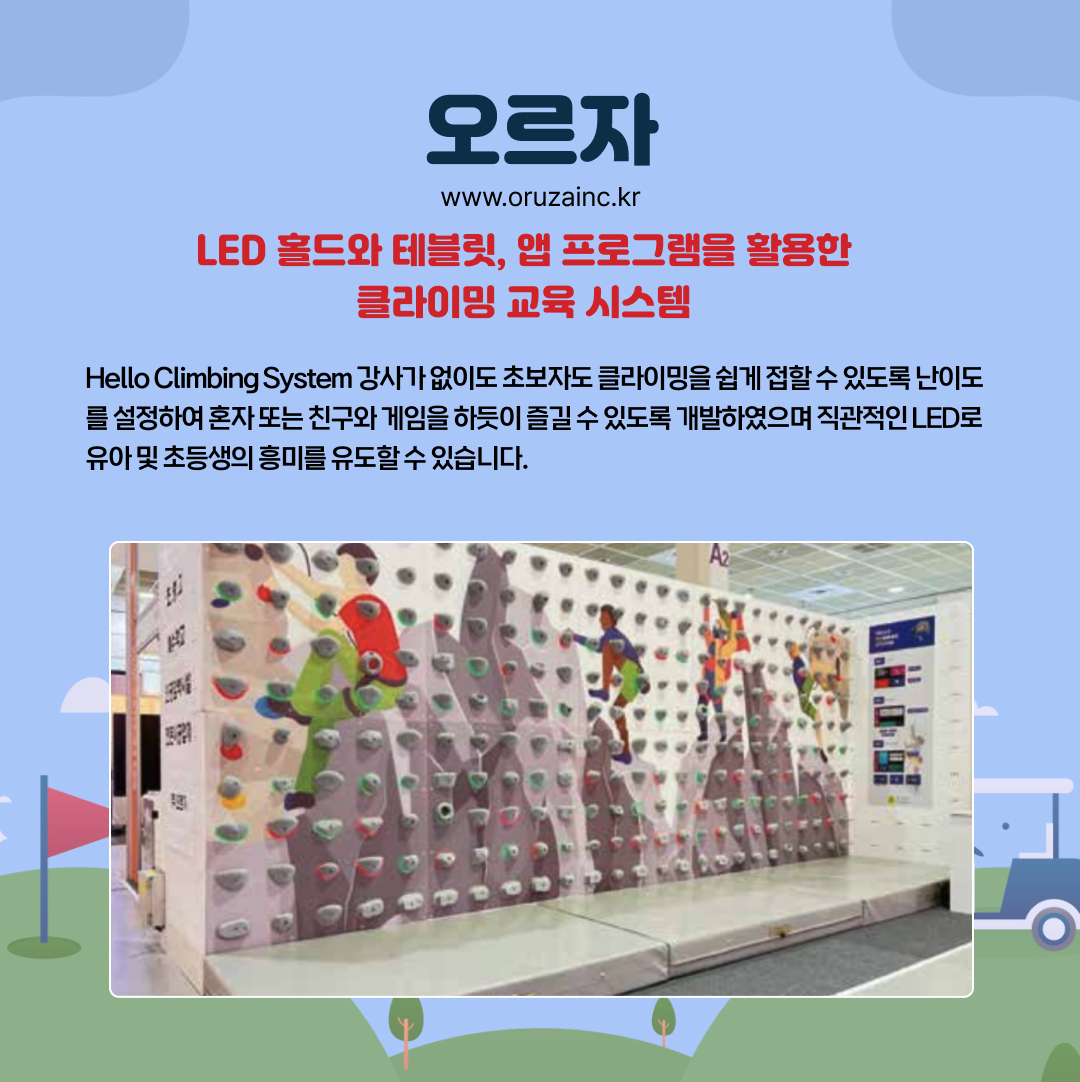 오르자
www.oruzainc.kr
LED 홀드와 테블릿, 앱 프로그램을 활용한
클라이밍 교육 시스템
Hello Climbing System 강사가 없이도 초보자도 클라이밍을 쉽게 접할 수 있도록 난이도
를 설정하여 혼자 또는 친구와 게임을 하듯이 즐길 수 있도록 개발하였으며 직관적인 LED로
유아 및 초등생의 흥미를 유도할 수 있습니다.
A2